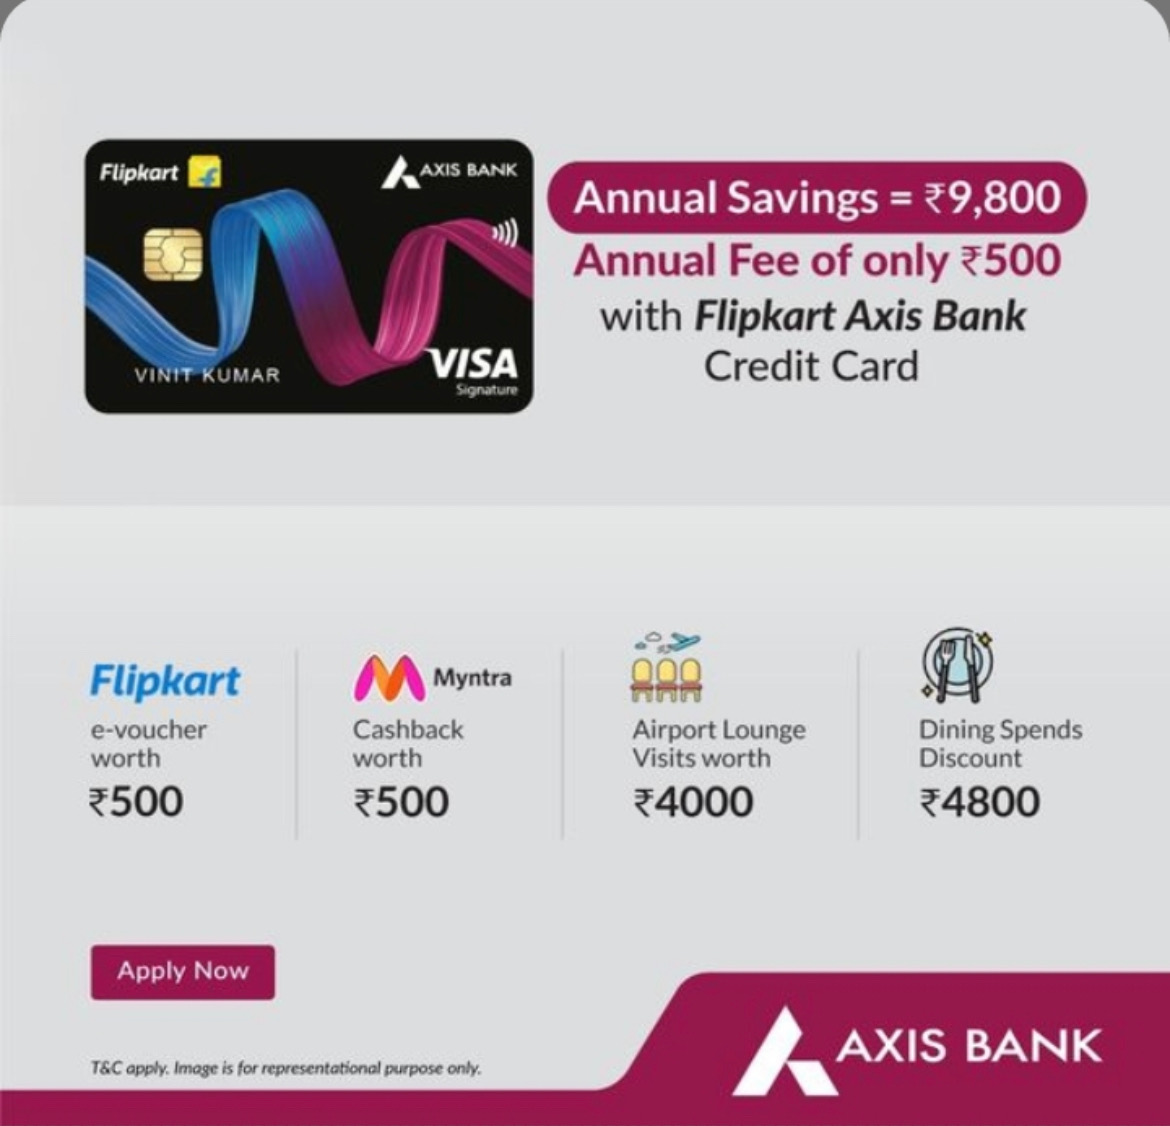 Flipkart
AXIS BANK
VINIT KUMAR
VISA
Signature
Annual Savings = ₹9,800
Annual Fee of only ₹500
with Flipkart Axis Bank
Credit Card
Flipkart
e-voucher
worth
₹500
Myntra
Cashback
worth
₹500
Airport Lounge
Visits worth
₹4000
Dining Spends
Discount
₹4800
Apply Now
T&C apply. Image is for representational purpose only.
AXIS BANK